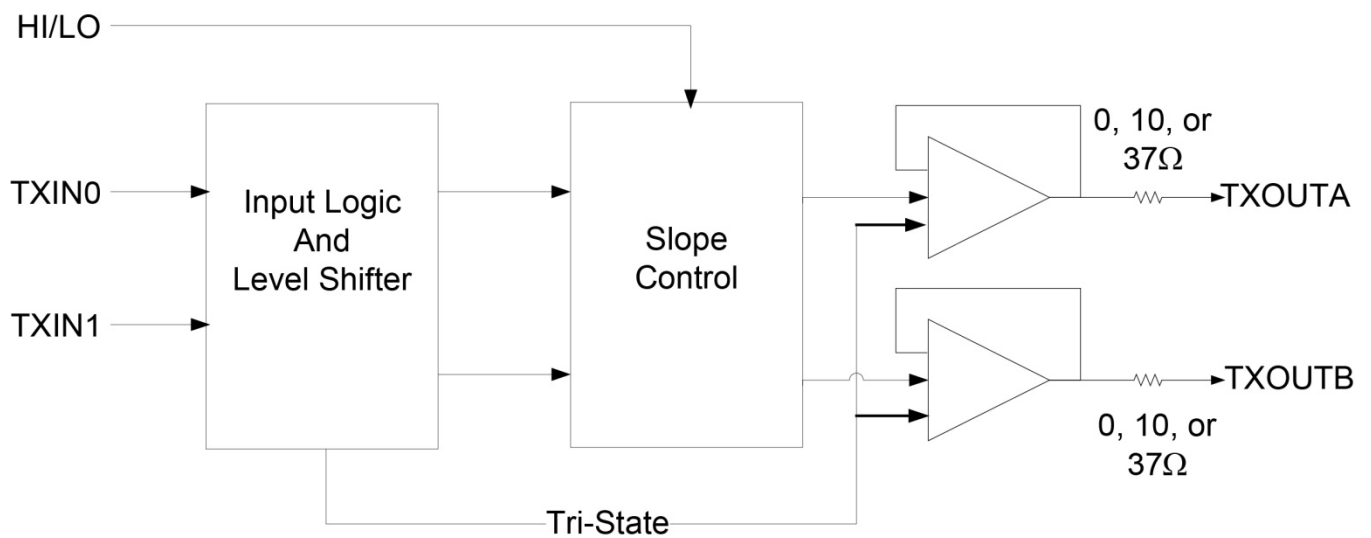 HI/LO
TXIN0
TXIN1
Input Logic
And
Level Shifter
Slope
Control
0, 10, or
37Ω
TXOUTA
TXOUTB
0, 10, or
37Ω
Tri-State